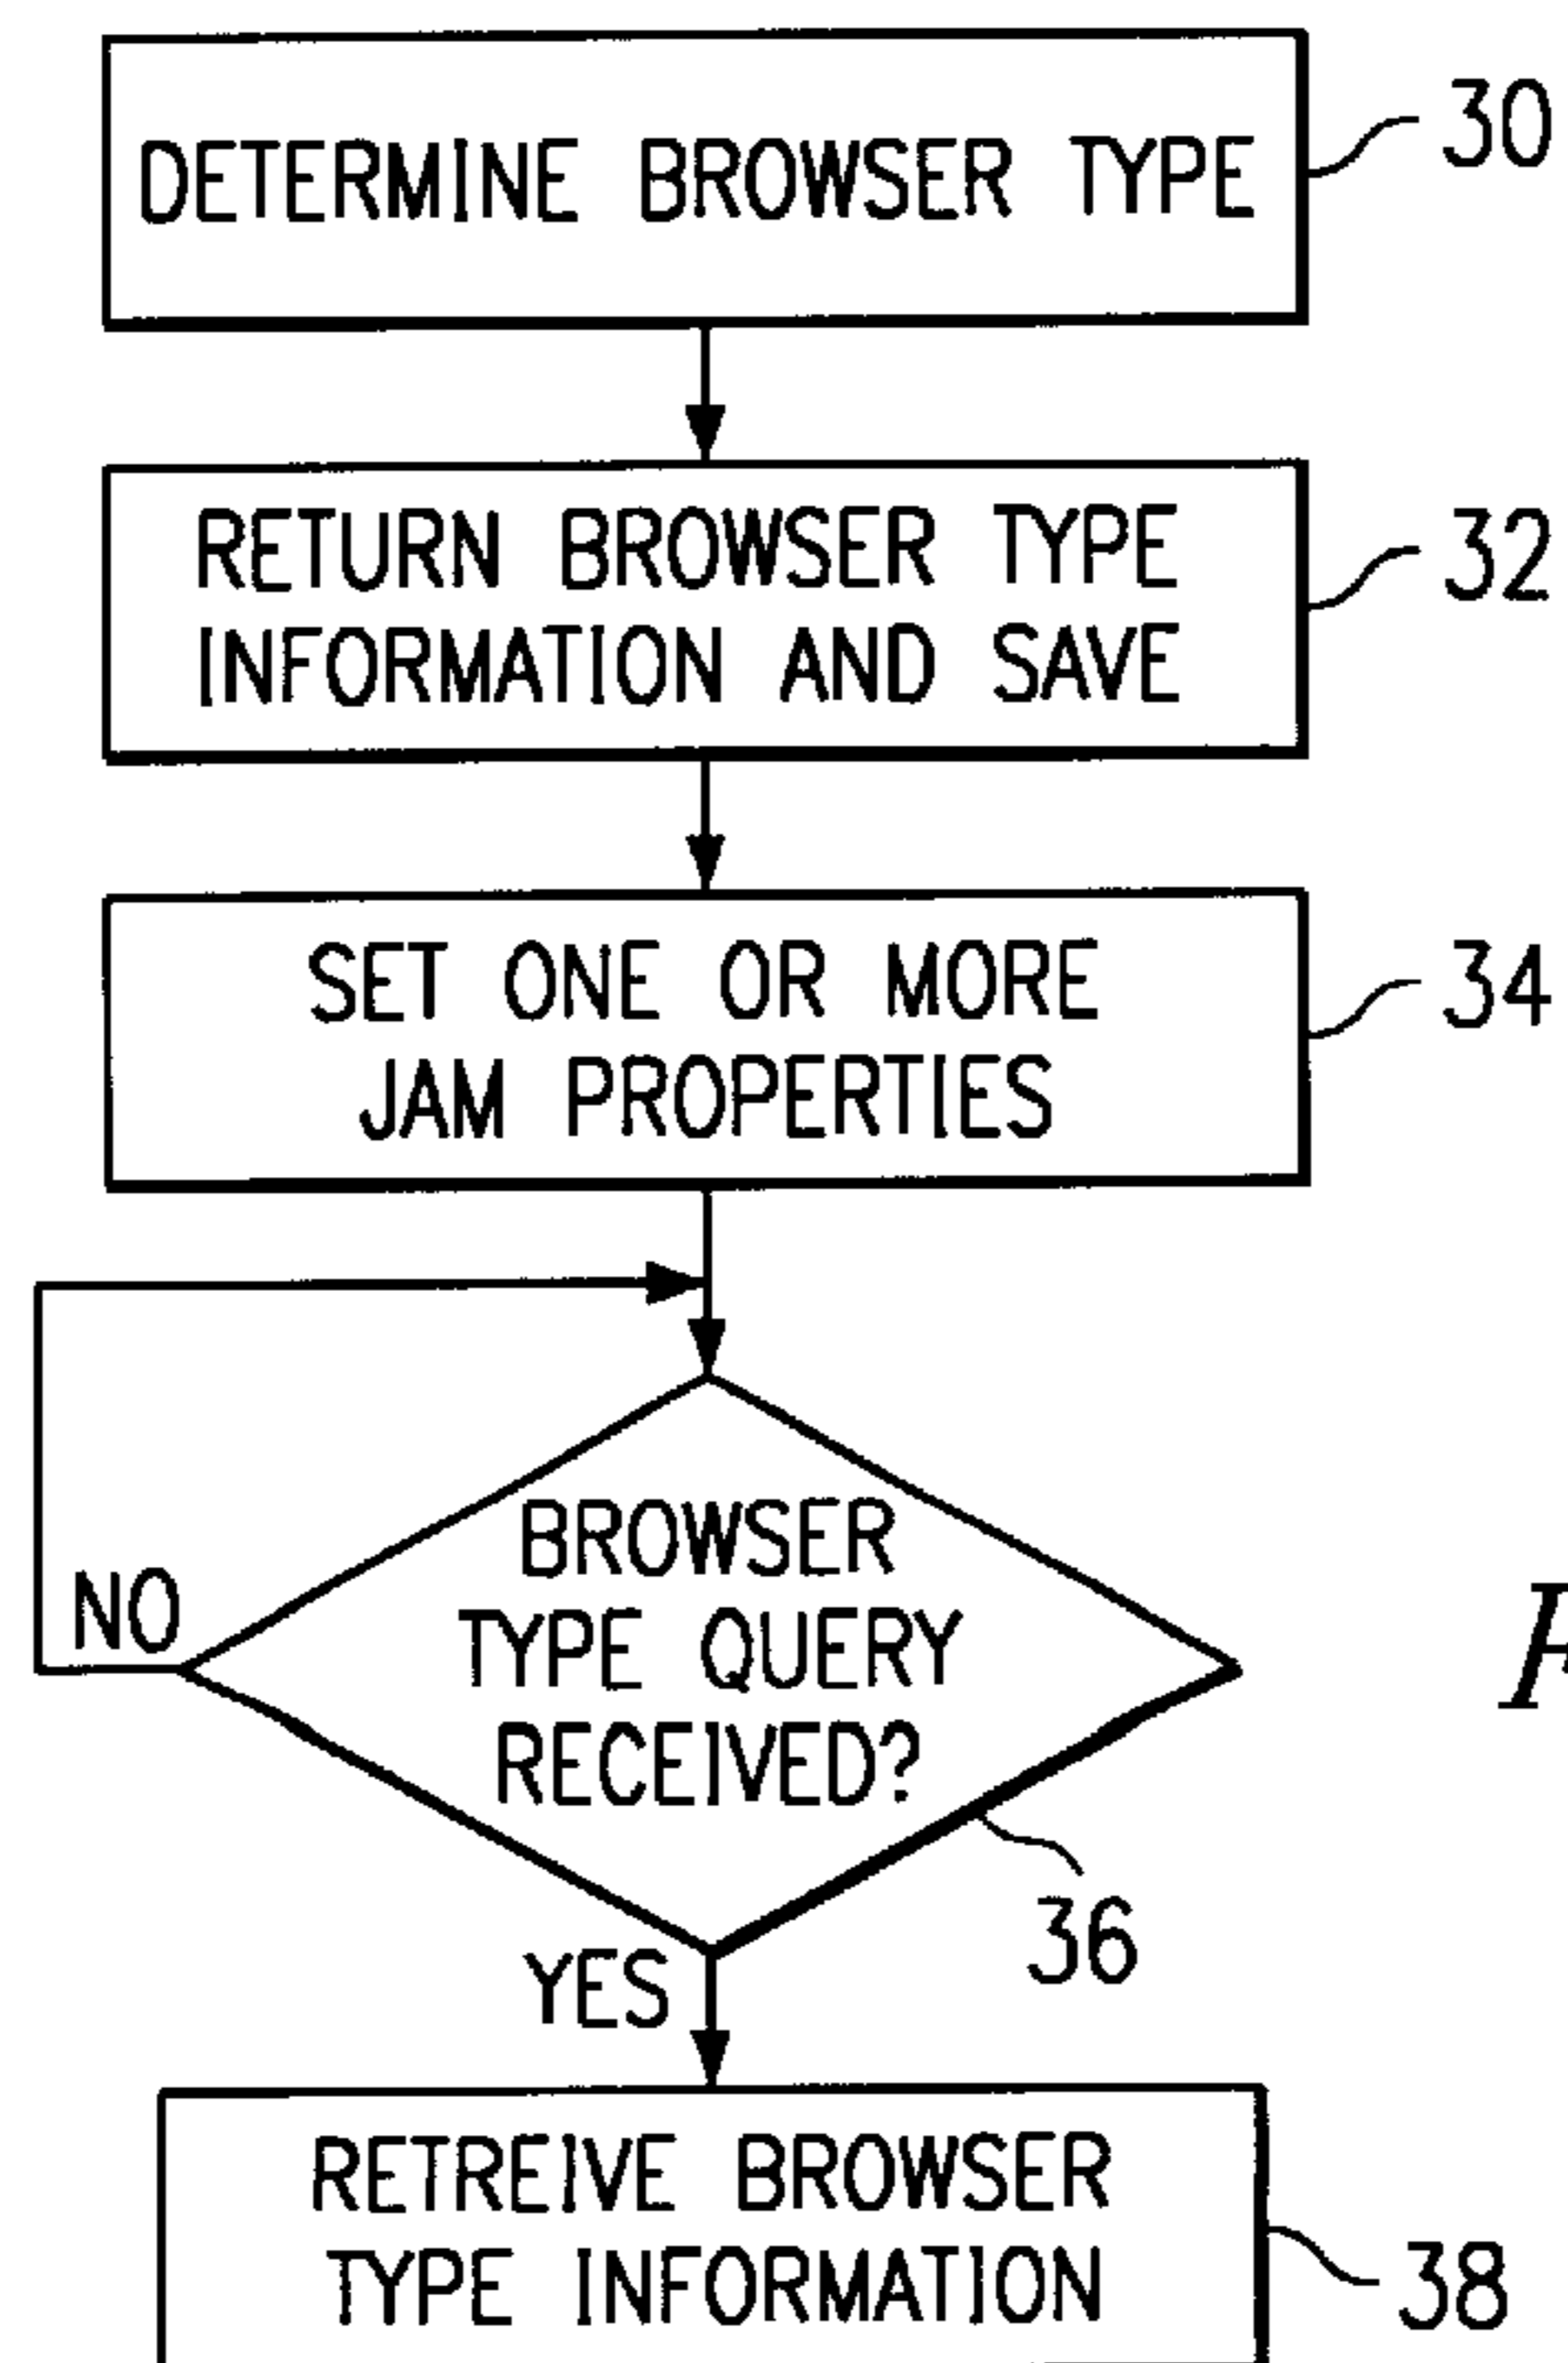 DETERMINE BROWSER TYPE
30
RETURN BROWSER TYPE
INFORMATION AND SAVE
32
SET ONE OR MORE
JAM PROPERTIES
34
BROWSER
TYPE QUERY
RECEIVED?
NO
36
YES
RETREIVE BROWSER
TYPE INFORMATION
38